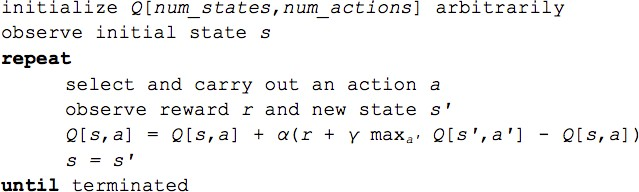 initialize Q[num_states,num_actions] arbitrarily
observe initial state s
repeat
select and carry out an action a
observe reward r and new state s'
Q[s,a] = Q[s,a] + α(r + γ maxₐ' Q[s',a'] - Q[s,a])
s = s'
until terminated